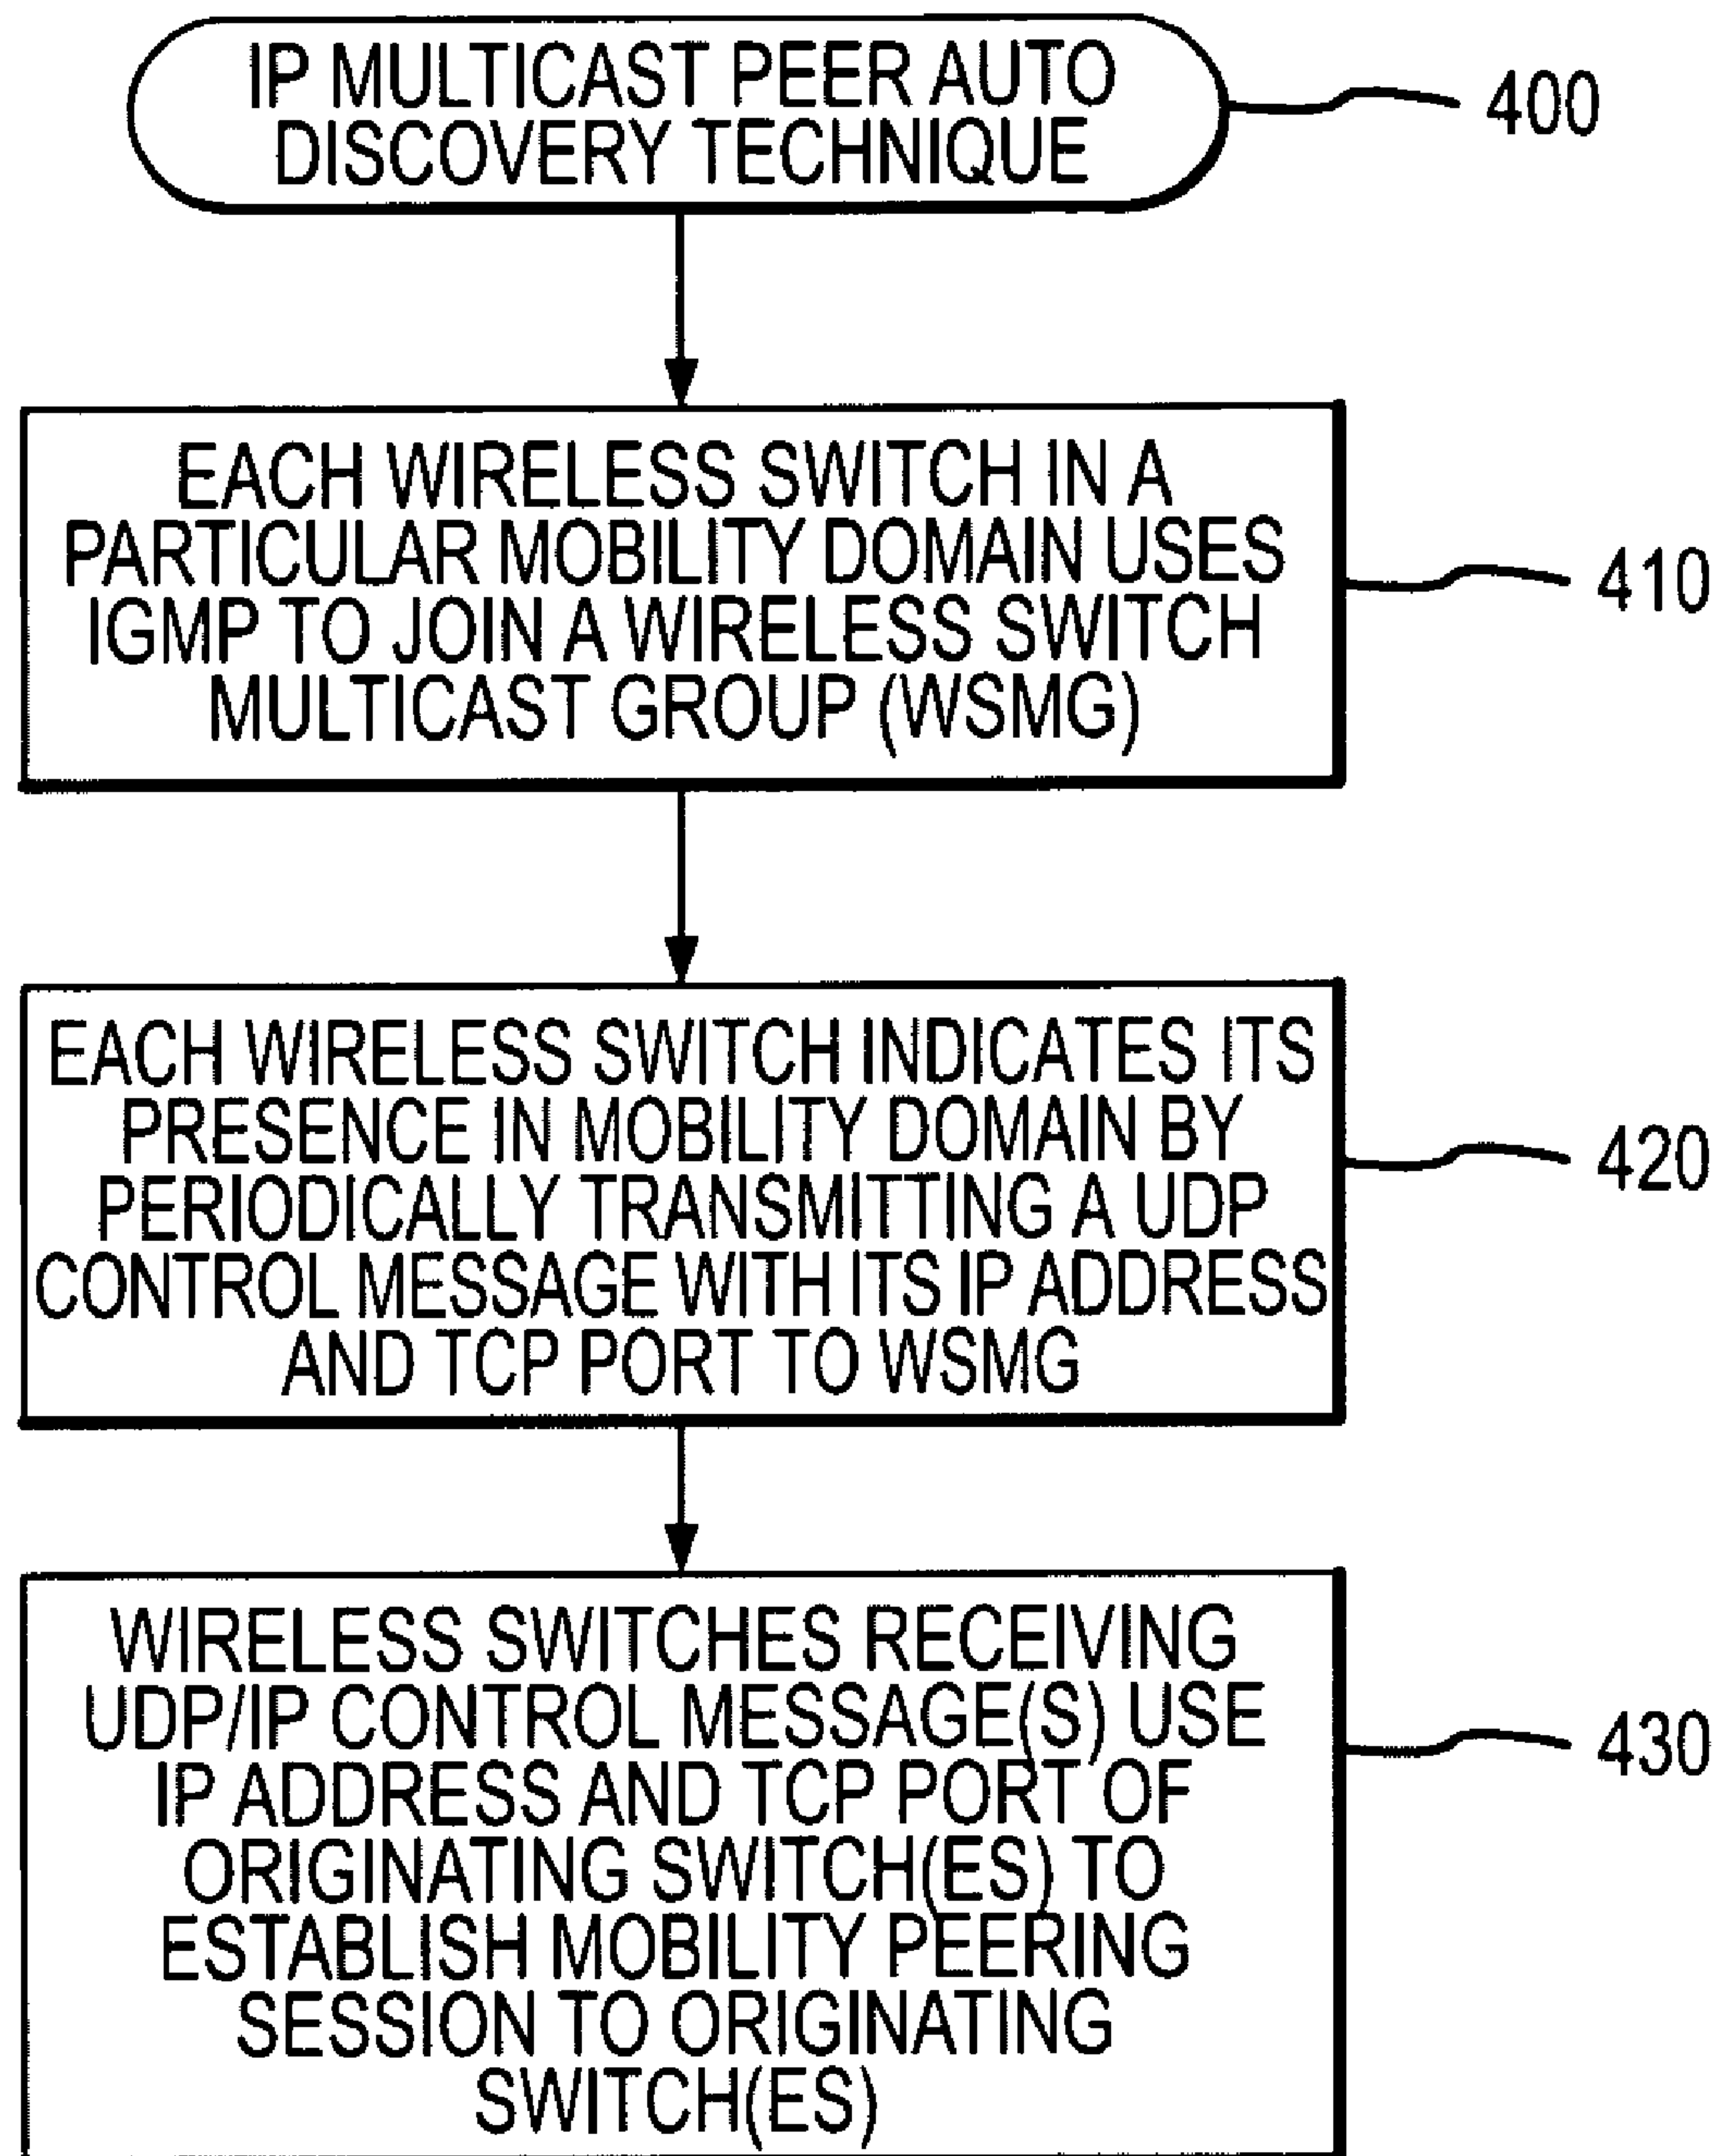 IP MULTICAST PEER AUTO
DISCOVERY TECHNIQUE
400
EACH WIRELESS SWITCH IN A
PARTICULAR MOBILITY DOMAIN USES
IGMP TO JOIN A WIRELESS SWITCH
MULTICAST GROUP (WSMG)
410
EACH WIRELESS SWITCH INDICATES ITS
PRESENCE IN MOBILITY DOMAIN BY
PERIODICALLY TRANSMITTING A UDP
CONTROL MESSAGE WITH ITS IP ADDRESS
AND TCP PORT TO WSMG
420
WIRELESS SWITCHES RECEIVING
UDP/IP CONTROL MESSAGE(S) USE
IP ADDRESS AND TCP PORT OF
ORIGINATING SWITCH(ES) TO
ESTABLISH MOBILITY PEERING
SESSION TO ORIGINATING
SWITCH(ES)
430